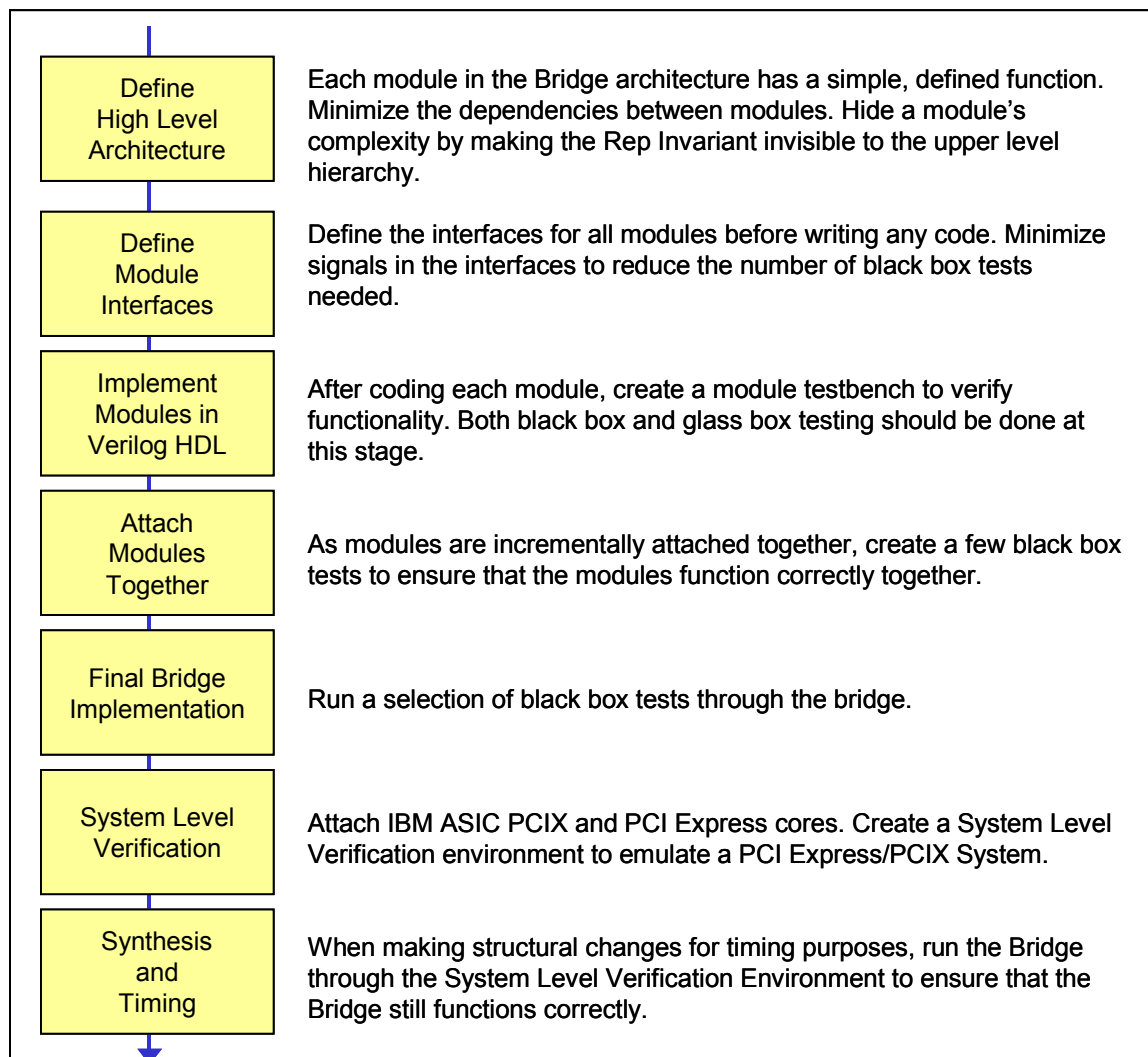 Define
High Level
Architecture
Each module in the Bridge architecture has a simple, defined function.
Minimize the dependencies between modules. Hide a module's
complexity by making the Rep Invariant invisible to the upper level
hierarchy.
Define
Module
Interfaces
Define the interfaces for all modules before writing any code. Minimize
signals in the interfaces to reduce the number of black box tests
needed.
Implement
Modules in
Verilog HDL
After coding each module, create a module testbench to verify
functionality. Both black box and glass box testing should be done at
this stage.
Attach
Modules
Together
As modules are incrementally attached together, create a few black box
tests to ensure that the modules function correctly together.
Final Bridge
Implementation
Run a selection of black box tests through the bridge.
System Level
Verification
Attach IBM ASIC PCIX and PCI Express cores. Create a System Level
Verification environment to emulate a PCI Express/PCIX System.
Synthesis
and
Timing
When making structural changes for timing purposes, run the Bridge
through the System Level Verification Environment to ensure that the
Bridge still functions correctly.